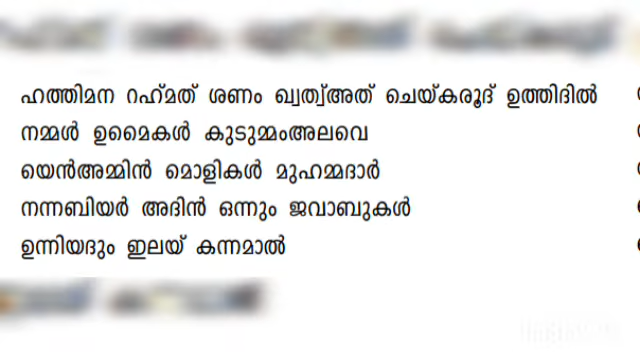 ഹത്തിമന റഹ്മത് ശണം ഖ്വത്വ്അത് ചെയ്കരൂദ് ഉത്തിദിൽ
നമ്മൾ ഉമൈകൾ കുടുമ്മംഅലവെ
യെൻഅമ്മിൻ മൊളികൾ മുഹമ്മദാർ
നന്നബിയർ അദിൻ ഒന്നും ജവാബുകൾ
ഉന്നിയദും ഇലയ് കന്നമാൽ